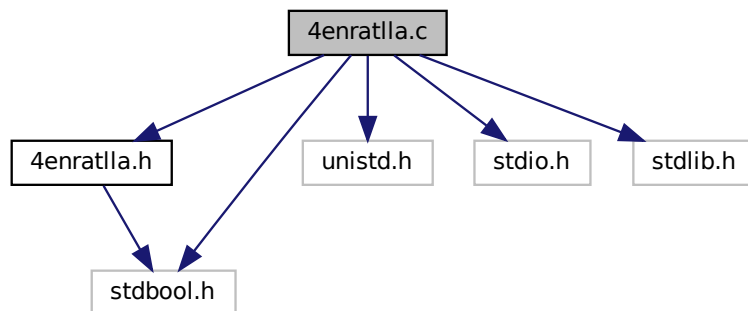 4enratlla.c
4enratlla.h
unistd.h
stdio.h
stdlib.h
stdbool.h